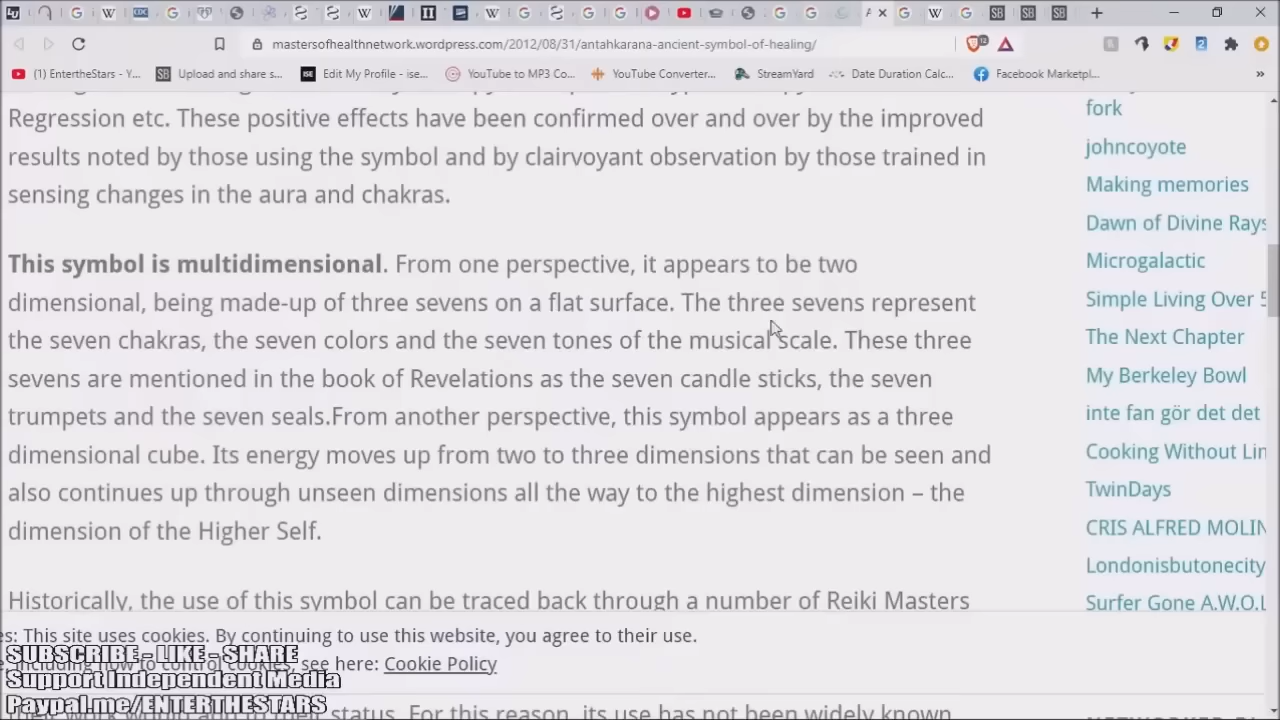 mastersofhealthnetwork.wordpress.com/2012/08/31/antahkarana-ancient-symbol-of-healing/
(1) EntertheStars - Y... Upload and share s... Edit My Profile - ise... YouTube to MP3 Co... YouTube Converter... StreamYard Date Duration Calc... Facebook Marketpl... »
Regression etc. These positive effects have been confirmed over and over by the improved
results noted by those using the symbol and by clairvoyant observation by those trained in
sensing changes in the aura and chakras.
This symbol is multidimensional. From one perspective, it appears to be two
dimensional, being made-up of three sevens on a flat surface. The three sevens represent
the seven chakras, the seven colors and the seven tones of the musical scale. These three
sevens are mentioned in the book of Revelations as the seven candle sticks, the seven
trumpets and the seven seals.From another perspective, this symbol appears as a three
dimensional cube. Its energy moves up from two to three dimensions that can be seen and
also continues up through unseen dimensions all the way to the highest dimension – the
dimension of the Higher Self.
Historically, the use of this symbol can be traced back through a number of Reiki Masters
es: This site uses cookies. By continuing to use this website, you agree to their use.
including how to control cookies, see here: Cookie Policy
their status. For this reason, its use has not been widely known
fork
johncoyote
Making memories
Dawn of Divine Rays
Microgalactic
Simple Living Over 5
The Next Chapter
My Berkeley Bowl
inte fan gör det det
Cooking Without Lin
TwinDays
CRIS ALFRED MOLIN
Londonisbutonecity
Surfer Gone A.W.O.L
SUBSCRIBE - LIKE - SHARE
Support Independent Media
Paypal.me/ENTERTHESTARS